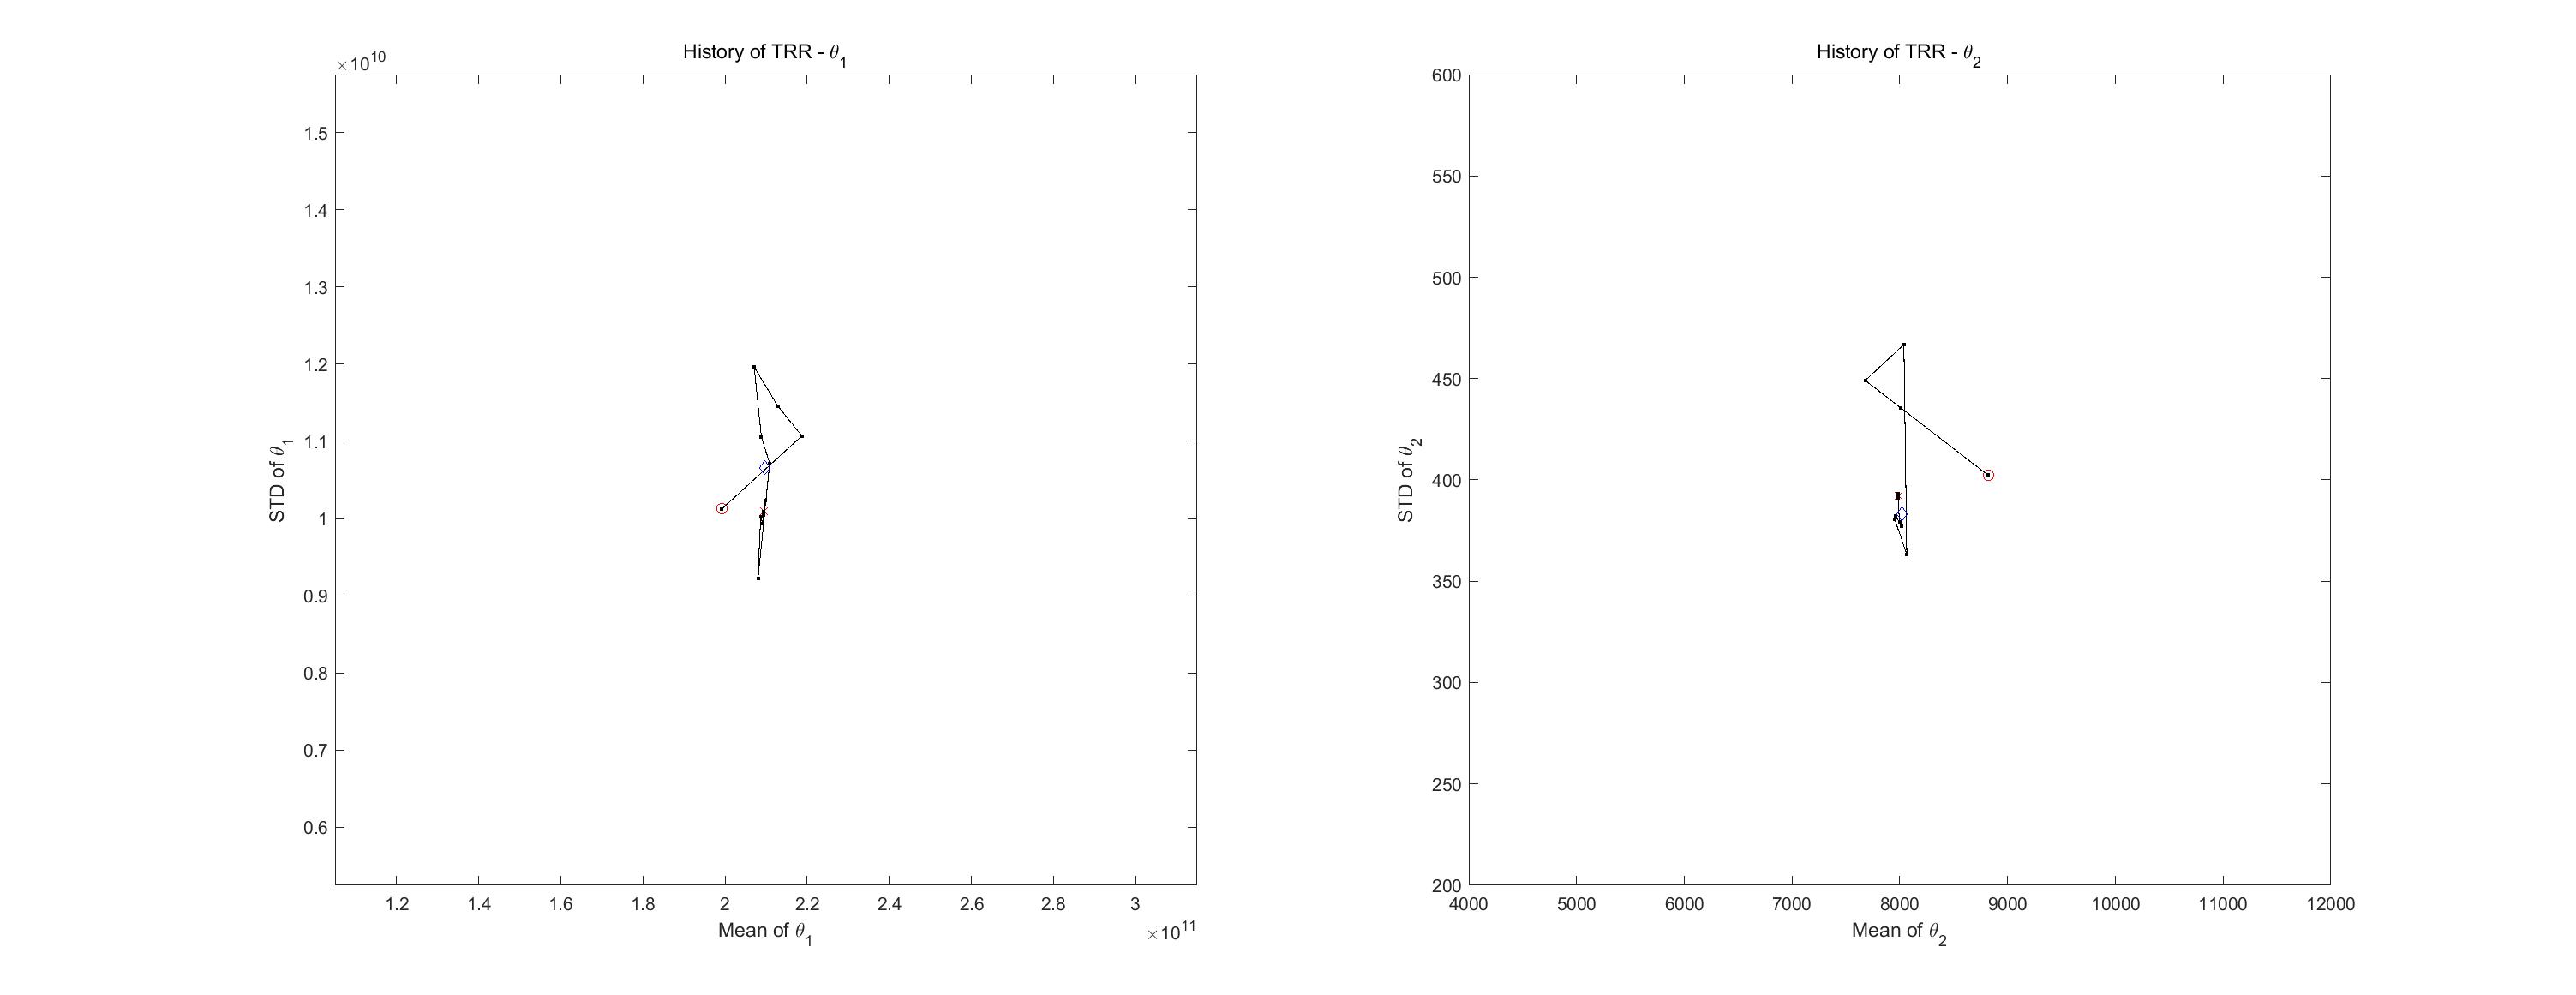 History of TRR - θ1
×10^10
1.5
1.4
1.3
1.2
1.1
1
0.9
0.8
0.7
0.6
STD of θ1
1.2 1.4 1.6 1.8 2 2.2 2.4 2.6 2.8 3
Mean of θ1
×10^11
History of TRR - θ2
600
550
500
450
400
350
300
250
200
STD of θ2
4000 5000 6000 7000 8000 9000 10000 11000 12000
Mean of θ2